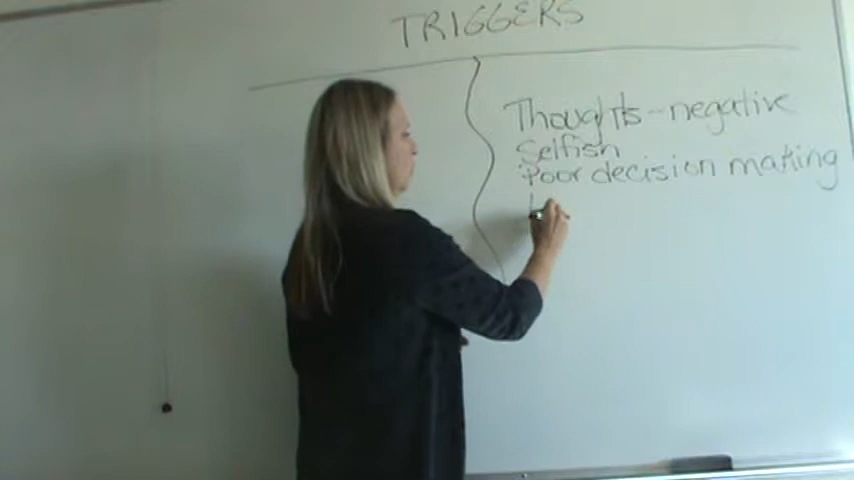 TRIGGERS
Thoughts - negative
Selfish
Poor decision making